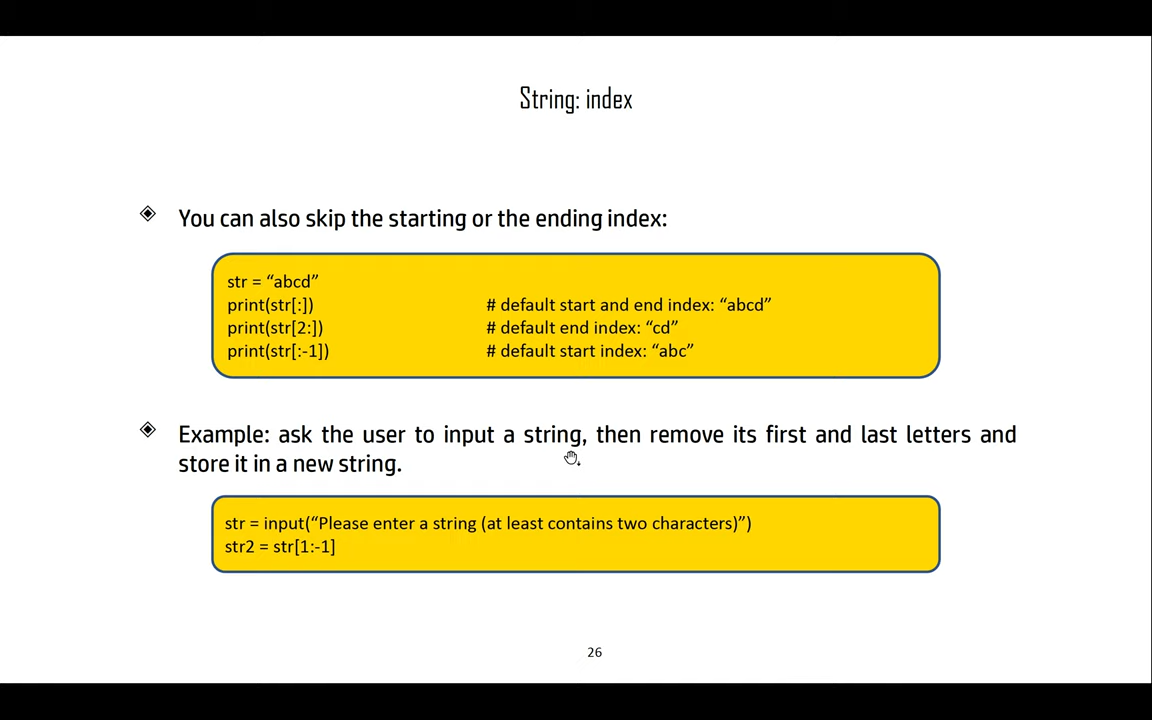 String: index
You can also skip the starting or the ending index:
str = “abcd”
print(str[:]) # default start and end index: “abcd”
print(str[2:]) # default end index: “cd”
print(str[:-1]) # default start index: “abc”
Example: ask the user to input a string, then remove its first and last letters and
store it in a new string.
str = input(“Please enter a string (at least contains two characters)”)
str2 = str[1:-1]
26